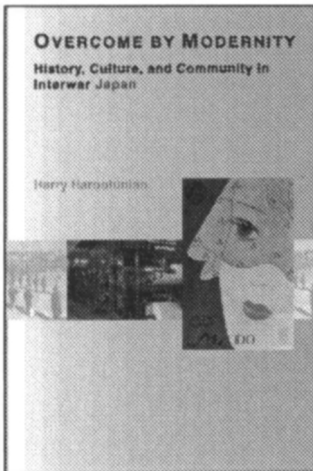 OVERCOME BY MODERNITY
History, Culture, and Community in
Interwar Japan
Harry Harootunian